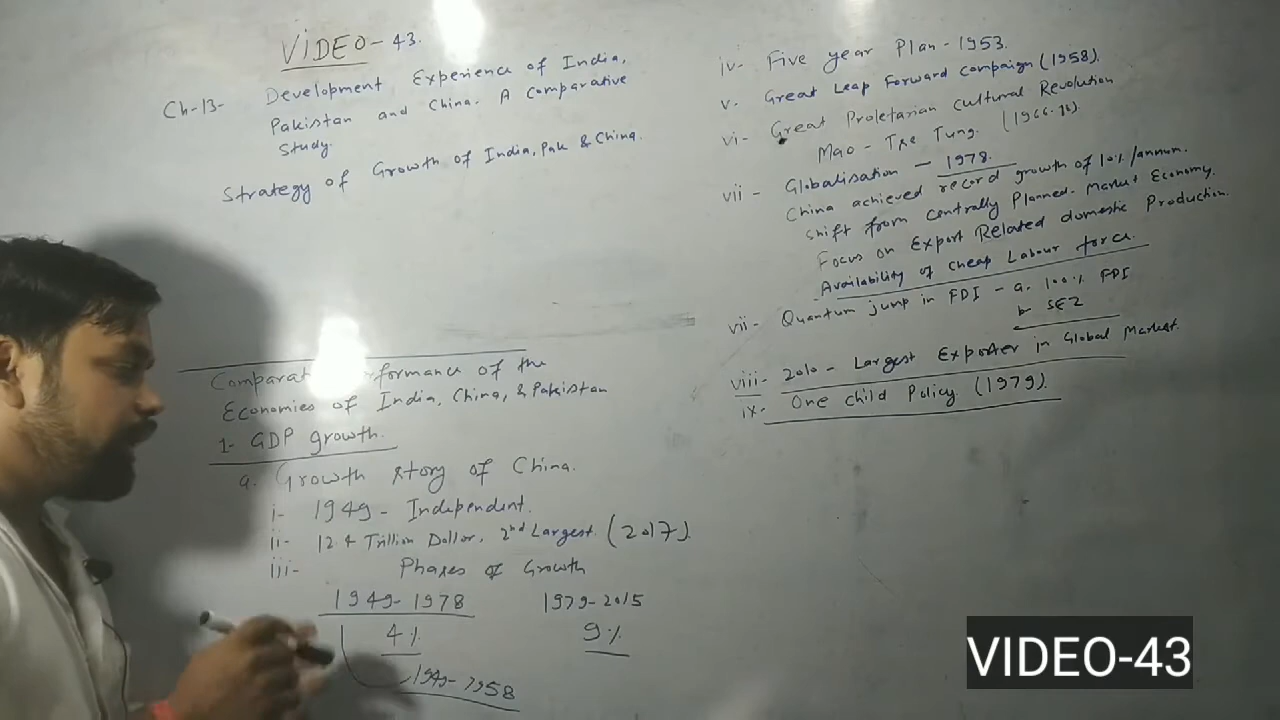 VIDEO - 43.
Ch-13- Development Experience of India,
Pakistan and China. A Comparative
Study.
Strategy of Growth of India, Pak & China.
Comparat rformance of the
Economies of India, China, & Pakistan
1- GDP growth.
a. Growth story of China.
i- 1949 - Independent.
ii- 12.4 Trillion Dollar, 2nd Largest (2017)
iii- Phases of Growth
1949-1978 1979-2015
4% 9%
1949-1958
iv- Five year Plan - 1953.
v. Great Leap Forward Campaign (1958).
vi- Great Proletarian Cultural Revolution
Mao - Tse Tung. (1966-76)
vii - Globalisation - 1978.
China achieved record growth of 10% /annum.
Shift from Centrally Planned - Market Economy.
Focus on Export Related domestic Production.
Availability of cheap Labour force.
vii- Quantum jump in FDI - a. 100% FDI
b- SEZ
viii- 2010 - Largest Exporter in Global Market.
ix- One Child Policy (1979).
VIDEO-43